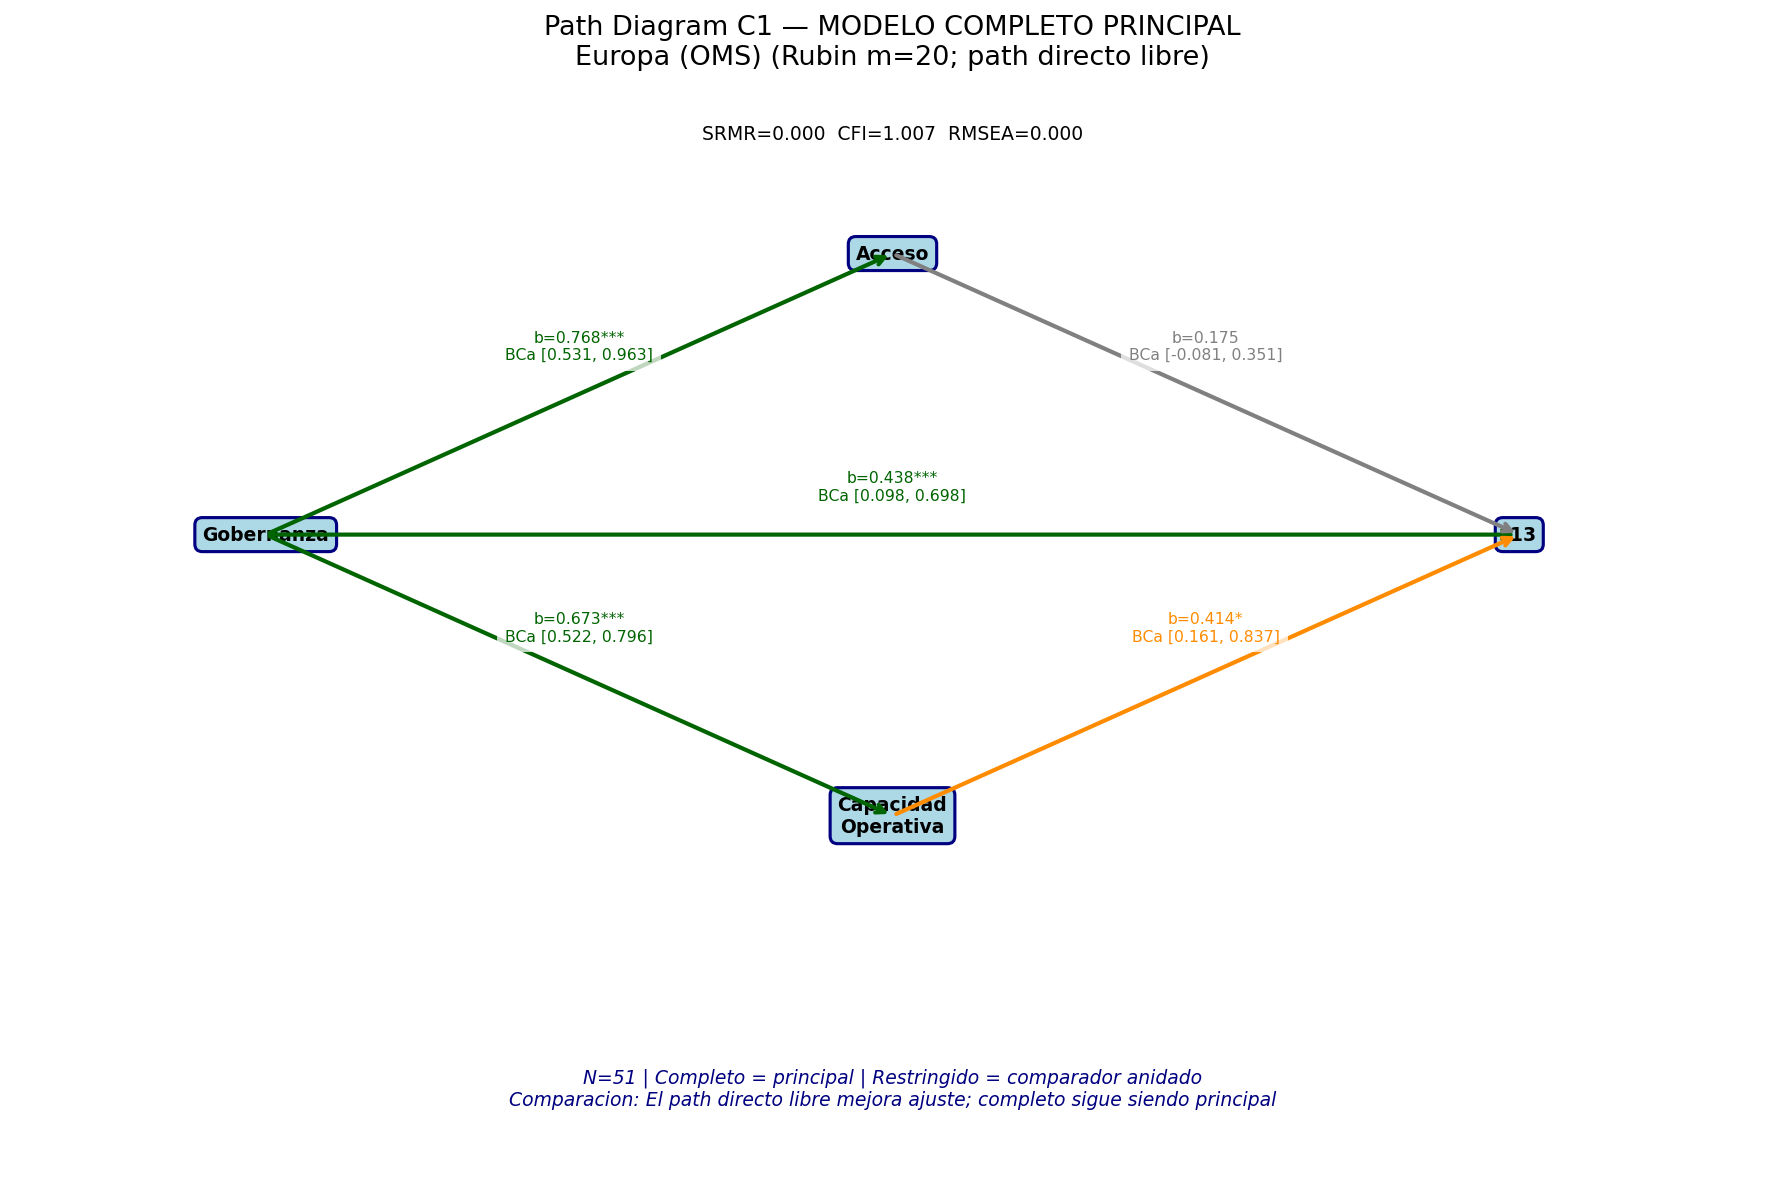 Path Diagram C1 — MODELO COMPLETO PRINCIPAL
Europa (OMS) (Rubin m=20; path directo libre)
SRMR=0.000  CFI=1.007  RMSEA=0.000
Acceso
b=0.768***
BCa [0.531, 0.963]
b=0.175
BCa [-0.081, 0.351]
b=0.438***
BCa [0.098, 0.698]
Gobernanza
13
b=0.673***
BCa [0.522, 0.796]
b=0.414*
BCa [0.161, 0.837]
Capacidad
Operativa
N=51 | Completo = principal | Restringido = comparador anidado
Comparacion: El path directo libre mejora ajuste; completo sigue siendo principal